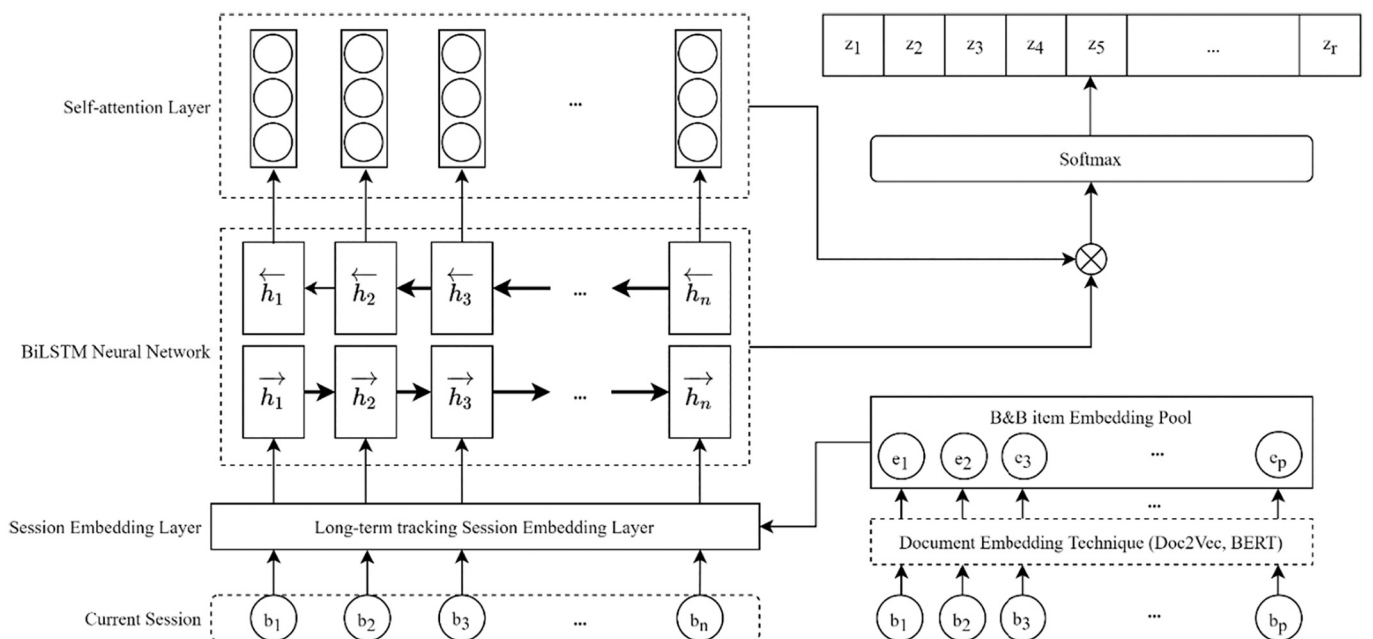 Self-attention Layer
...
z1 z2 z3 z4 z5 ... zr
Softmax
BiLSTM Neural Network
←h1 ←h2 ←h3 ... ←hn
→h1 →h2 →h3 ... →hn
B&B item Embedding Pool
e1 e2 e3 ... ep
Session Embedding Layer
Long-term tracking Session Embedding Layer
...
Document Embedding Technique (Doc2Vec, BERT)
Current Session
b1 b2 b3 ... bn
b1 b2 b3 ... bp